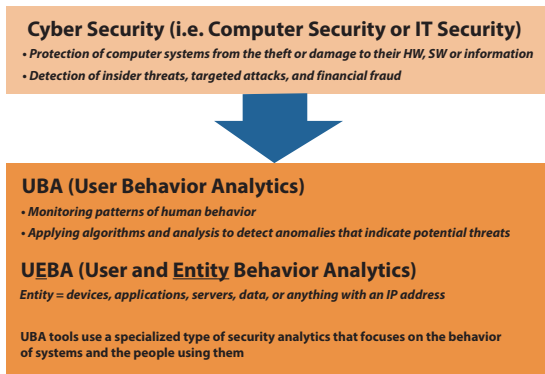 Cyber Security (i.e. Computer Security or IT Security)
• Protection of computer systems from the theft or damage to their HW, SW or information
• Detection of insider threats, targeted attacks, and financial fraud
UBA (User Behavior Analytics)
• Monitoring patterns of human behavior
• Applying algorithms and analysis to detect anomalies that indicate potential threats
UEBA (User and Entity Behavior Analytics)
Entity = devices, applications, servers, data, or anything with an IP address
UBA tools use a specialized type of security analytics that focuses on the behavior
of systems and the people using them